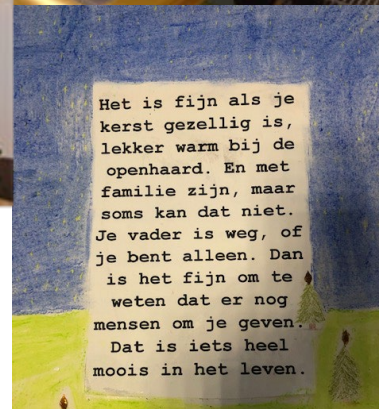 Het is fijn als je
kerst gezellig is,
lekker warm bij de
openhaard. En met
familie zijn, maar
soms kan dat niet.
Je vader is weg, of
je bent alleen. Dan
is het fijn om te
weten dat er nog
mensen om je geven.
Dat is iets heel
moois in het leven.